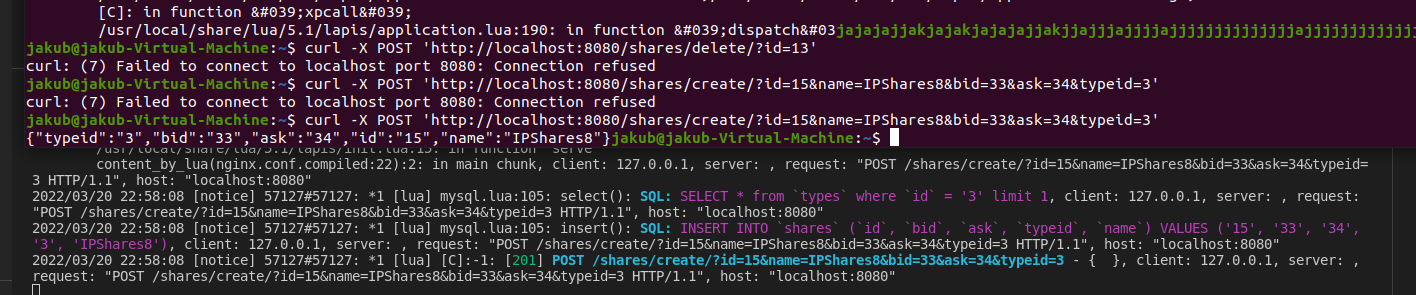 [C]: in function &#039;xpcall&#039;
/usr/local/share/lua/5.1/lapis/application.lua:190: in function &#039;dispatch&#03
jakub@jakub-Virtual-Machine:~$ curl -X POST 'http://localhost:8080/shares/delete/?id=13'
curl: (7) Failed to connect to localhost port 8080: Connection refused
jakub@jakub-Virtual-Machine:~$ curl -X POST 'http://localhost:8080/shares/create/?id=15&name=IPShares8&bid=33&ask=34&typeid=3'
curl: (7) Failed to connect to localhost port 8080: Connection refused
jakub@jakub-Virtual-Machine:~$ curl -X POST 'http://localhost:8080/shares/create/?id=15&name=IPShares8&bid=33&ask=34&typeid=3'
{"typeid":"3","bid":"33","ask":"34","id":"15","name":"IPShares8"}jakub@jakub-Virtual-Machine:~$
content_by_lua(nginx.conf.compiled:22):2: in main chunk, client: 127.0.0.1, server: , request: "POST /shares/create/?id=15&name=IPShares8&bid=33&ask=34&typeid=
3 HTTP/1.1", host: "localhost:8080"
2022/03/20 22:58:08 [notice] 57127#57127: *1 [lua] mysql.lua:105: select(): SQL: SELECT * from `types` where `id` = '3' limit 1, client: 127.0.0.1, server: , request:
"POST /shares/create/?id=15&name=IPShares8&bid=33&ask=34&typeid=3 HTTP/1.1", host: "localhost:8080"
2022/03/20 22:58:08 [notice] 57127#57127: *1 [lua] mysql.lua:105: insert(): SQL: INSERT INTO `shares` (`id`, `bid`, `ask`, `typeid`, `name`) VALUES ('15', '33', '34',
'3', 'IPShares8'), client: 127.0.0.1, server: , request: "POST /shares/create/?id=15&name=IPShares8&bid=33&ask=34&typeid=3 HTTP/1.1", host: "localhost:8080"
2022/03/20 22:58:08 [notice] 57127#57127: *1 [lua] [C]:-1: [201] POST /shares/create/?id=15&name=IPShares8&bid=33&ask=34&typeid=3 - {  }, client: 127.0.0.1, server: ,
request: "POST /shares/create/?id=15&name=IPShares8&bid=33&ask=34&typeid=3 HTTP/1.1", host: "localhost:8080"